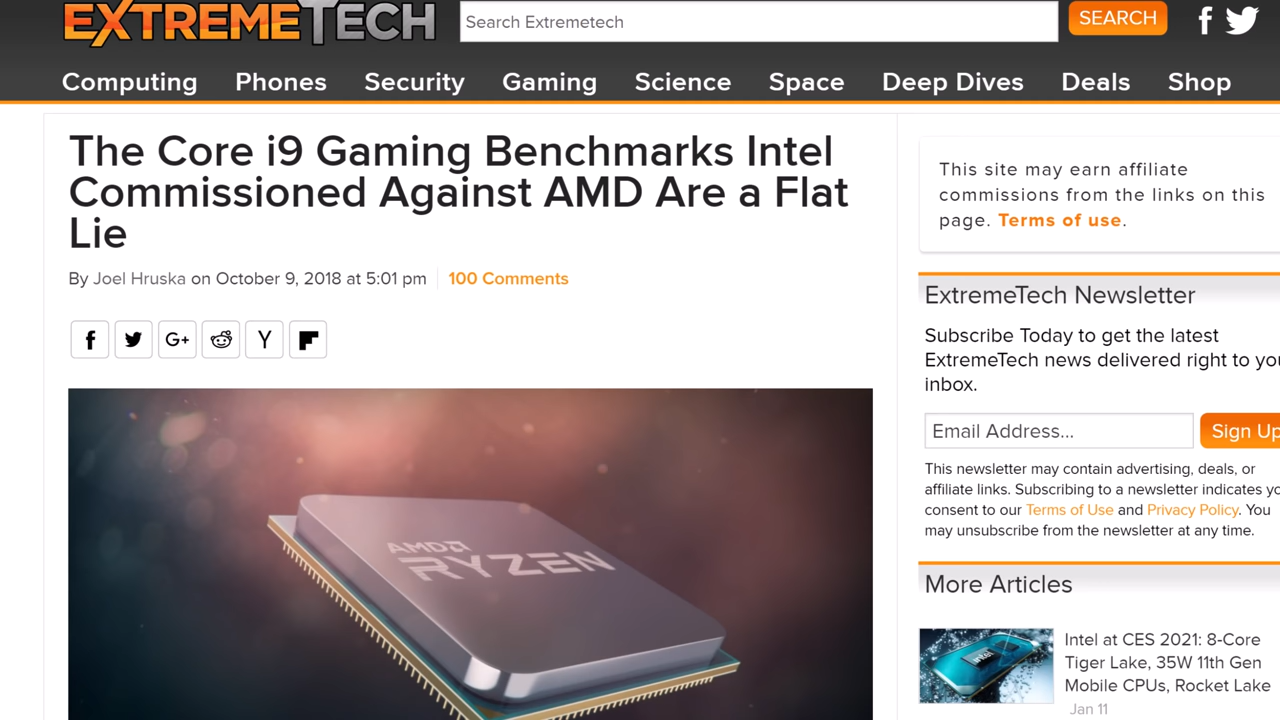 EXTREMETECH
Search Extremetech
SEARCH
Computing Phones Security Gaming Science Space Deep Dives Deals Shop
The Core i9 Gaming Benchmarks Intel
Commissioned Against AMD Are a Flat
Lie
By Joel Hruska on October 9, 2018 at 5:01 pm
100 Comments
G+
Y
AMD
RYZEN
This site may earn affiliate
commissions from the links on this
page. Terms of use.
ExtremeTech Newsletter
Subscribe Today to get the latest
ExtremeTech news delivered right to you
inbox.
Email Address...
Sign Up
This newsletter may contain advertising, deals, or
affiliate links. Subscribing to a newsletter indicates yo
consent to our Terms of Use and Privacy Policy. You
may unsubscribe from the newsletter at any time.
More Articles
intel
Intel at CES 2021: 8-Core
Tiger Lake, 35W 11th Gen
Mobile CPUs, Rocket Lake
Jan 11